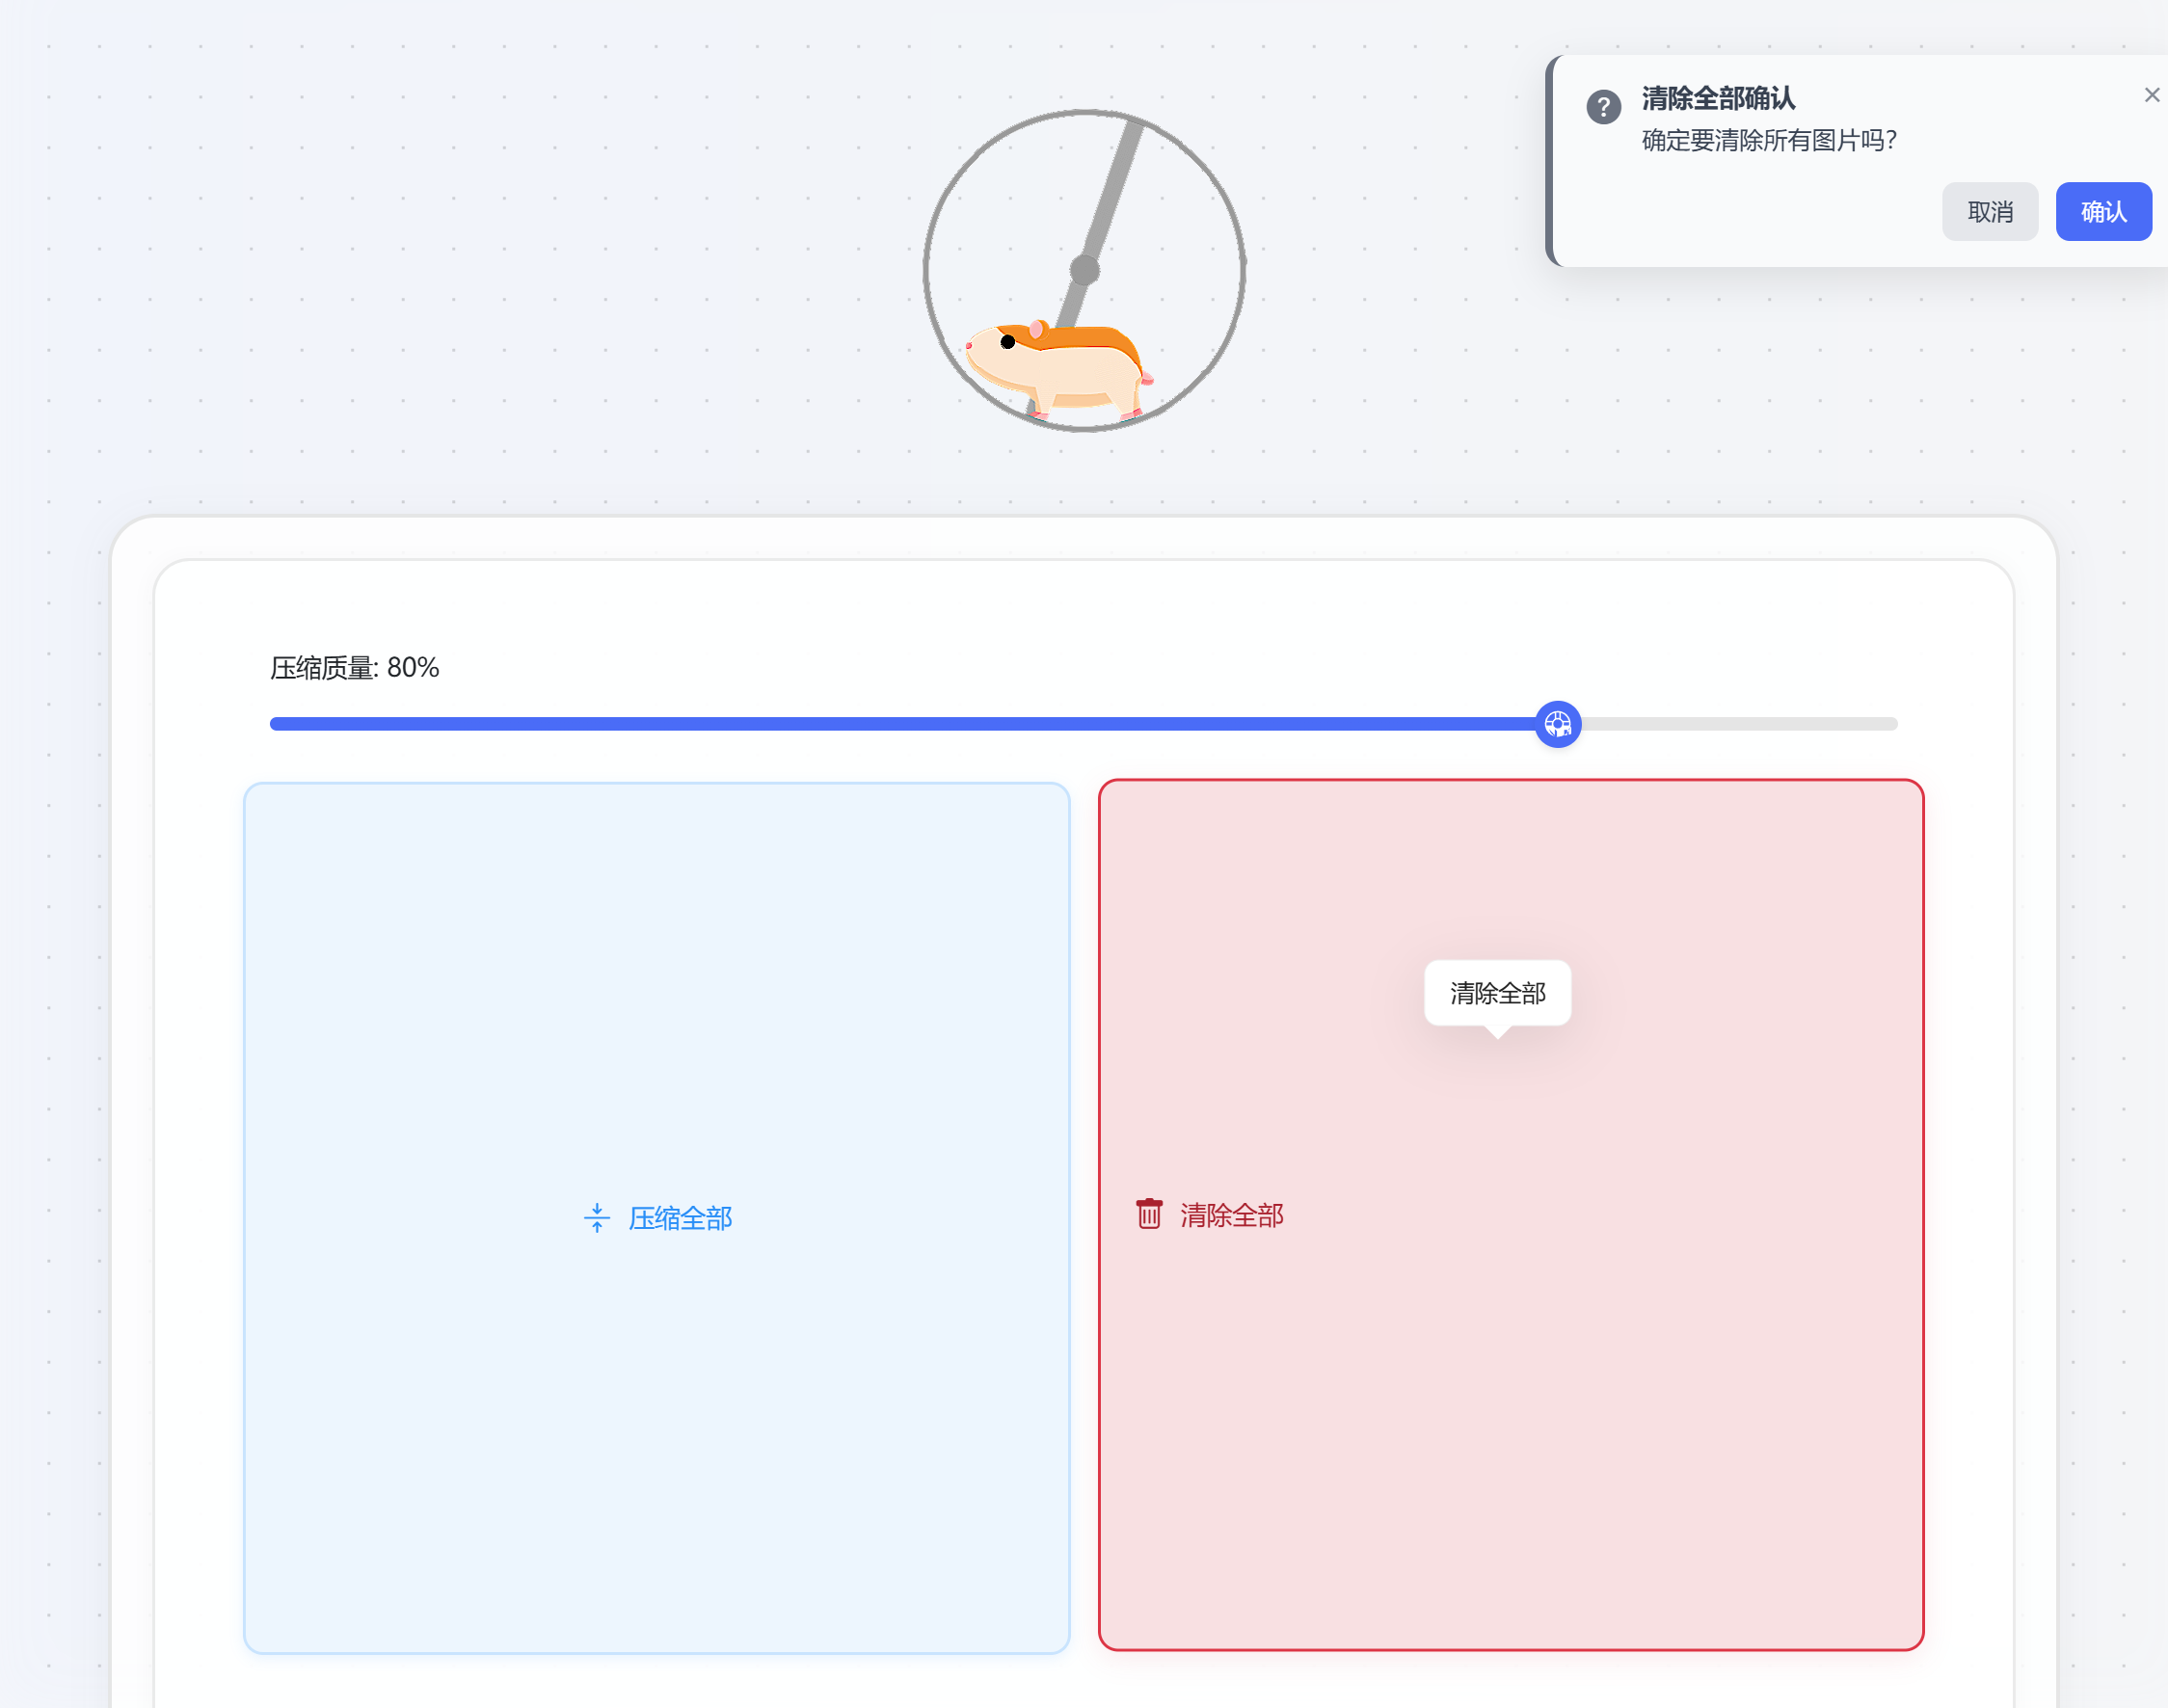 清除全部确认
确定要清除所有图片吗?
取消
确认
压缩质量: 80%
清除全部
压缩全部
清除全部